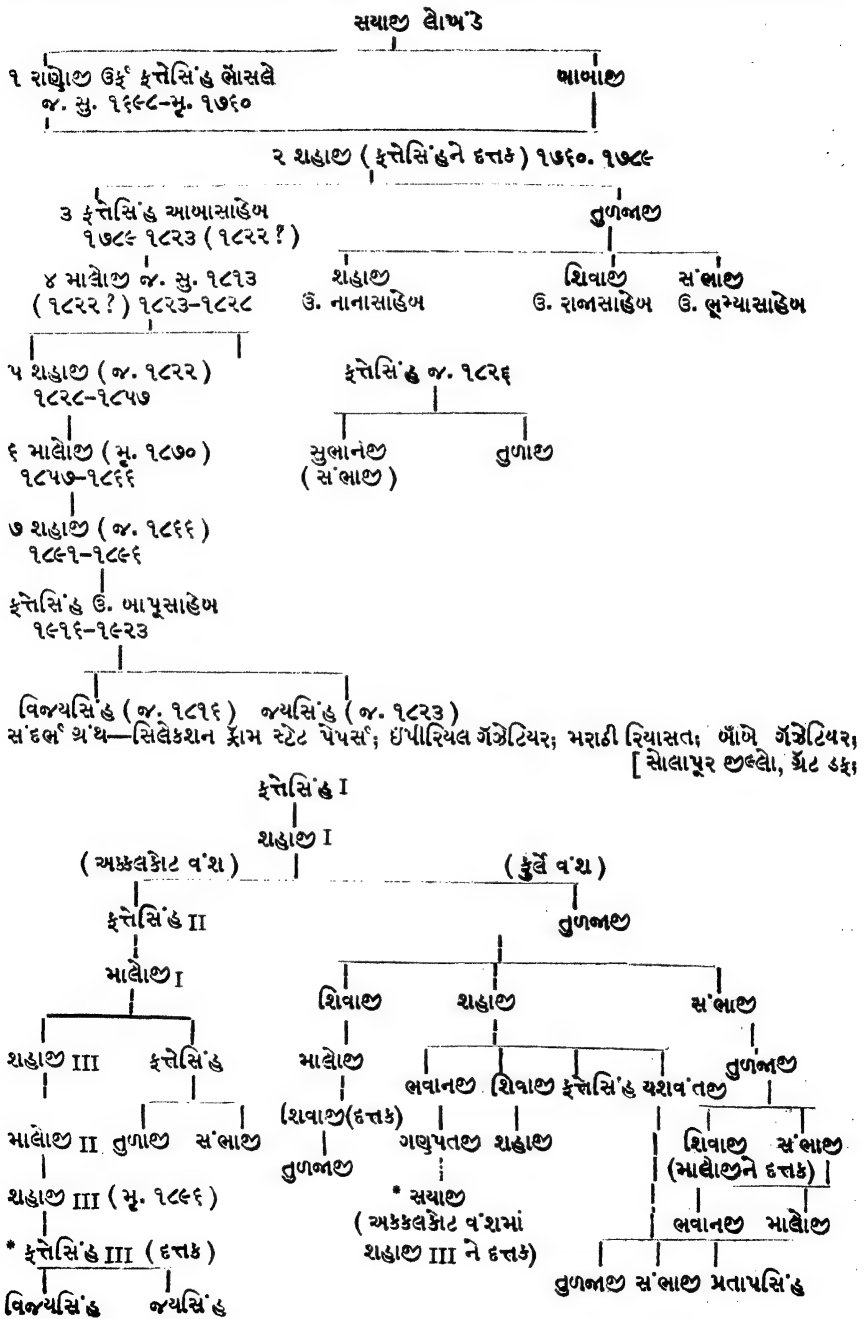 સયાજી લોખંડે
૧ રાણોજી ઉર્ફે ફત્તેસિંહ ભોંસલે બાબાજી
જ. સુ. ૧૬૯૮-મૃ. ૧૭૬૦
૨ શહાજી (ફત્તેસિંહને દત્તક) ૧૭૬૦. ૧૭૮૯
૩ ફત્તેસિંહ આબાસાહેબ તુળજાજી
૧૭૮૯ ૧૮૨૩ (૧૮૨૨?)
૪ માલોજી જ. સુ. ૧૮૧૩ શહાજી શિવાજી સંભાજી
(૧૮૨૨?) ૧૮૨૩-૧૮૨૮ ઉ. નાનાસાહેબ ઉ. રાજાસાહેબ ઉ. ભૂમ્યાસાહેબ
૫ શહાજી (જ. ૧૮૨૨) ફત્તેસિંહ જ. ૧૮૨૬
૧૮૨૮-૧૮૫૭
૬ માલોજી (મૃ. ૧૮૭૦) સુભાનજી તુળાજી
૧૮૫૭-૧૮૬૬ (સંભાજી)
૭ શહાજી (જ. ૧૮૬૬)
૧૮૯૧-૧૮૯૬
ફત્તેસિંહ ઉ. બાપૂસાહેબ
૧૯૧૬-૧૯૨૩
વિજયસિંહ (જ. ૧૮૧૬) જયસિંહ (જ. ૧૮૨૩)
સંદર્ભ ગ્રંથ—સિલેકશન ફ્રૉમ સ્ટેટ પેપર્સ; ઇંપીરિયલ ગૅઝેટિયર; મરાઠી રિયાસત; બૉંબે ગૅઝેટિયર;
[સોલાપૂર જીલ્લો, ગ્રૅંટ ડફ;
ફત્તેસિંહ I
શહાજી I
(અક્કલકોટ વંશ) (કુર્લે વંશ)
ફત્તેસિંહ II તુળજાજી
માલોજી I
શિવાજી શહાજી સંભાજી
શહાજી III ફત્તેસિંહ માલોજી તુળજાજી
ભવાનજી શિવાજી ફત્તેસિંહ યશવંતજી
શિવાજી(દત્તક)
માલોજી II તુળાજી સંભાજી ગણપતજી શહાજી શિવાજી સંભાજી
તુળજાજી (માલોજીને દત્તક)
શહાજી III (મૃ. ૧૮૯૬) * સયાજી
(અકકલકોટ વંશમાં ભવાનજી માલોજી
* ફત્તેસિંહ III (દત્તક) શહાજી III ને દત્તક)
તુળજાજી સંભાજી પ્રતાપસિંહ
વિજયસિંહ જયસિંહ